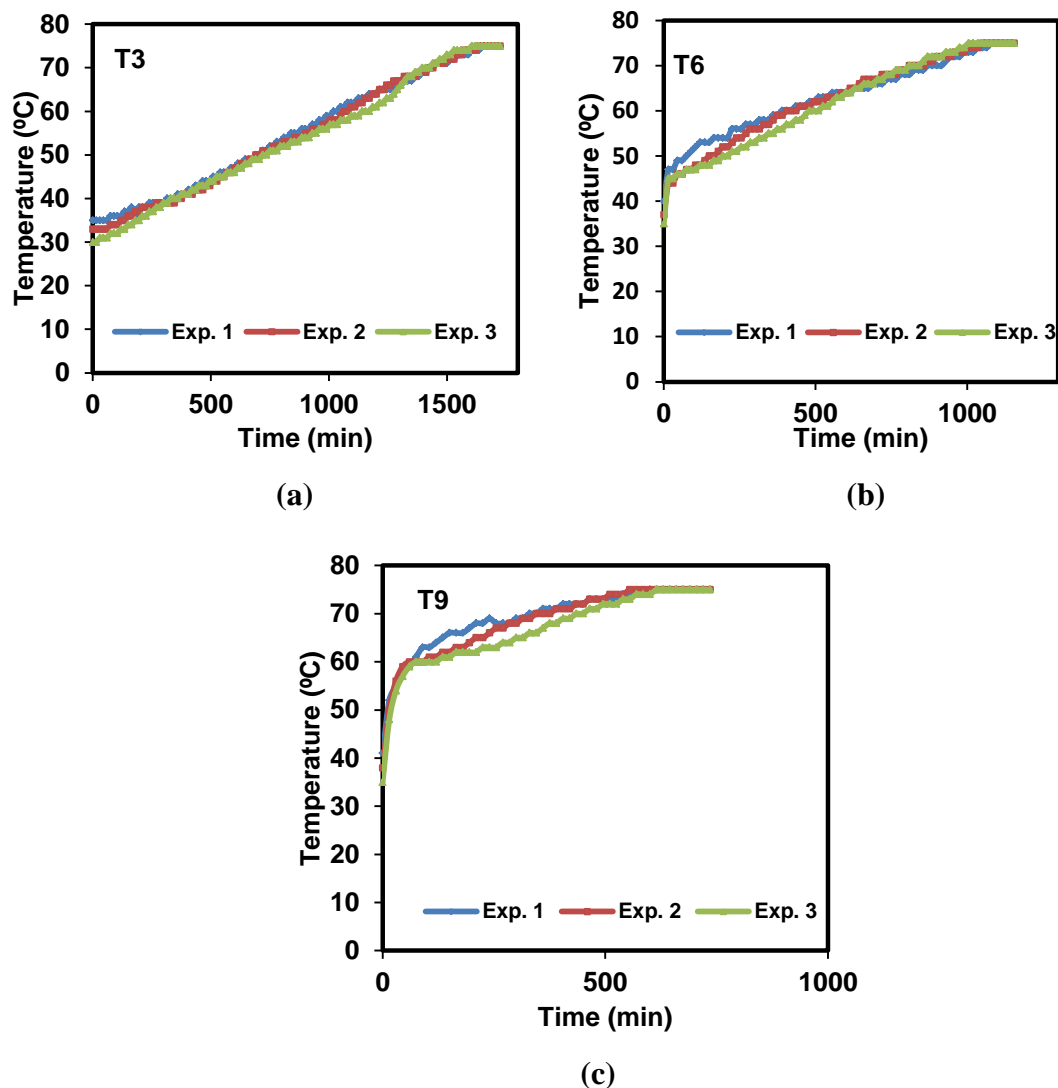 80
70
60
50
40
30
20
10
0
Temperature (ºC)
T3
Exp. 1 Exp. 2 Exp. 3
0 500 1000 1500
Time (min)
(a)
80
70
60
50
40
30
20
10
0
Temperature (ºC)
T6
Exp. 1 Exp. 2 Exp. 3
0 500 1000
Time (min)
(b)
80
70
60
50
40
30
20
10
0
Temperature (ºC)
T9
Exp. 1 Exp. 2 Exp. 3
0 500 1000
Time (min)
(c)